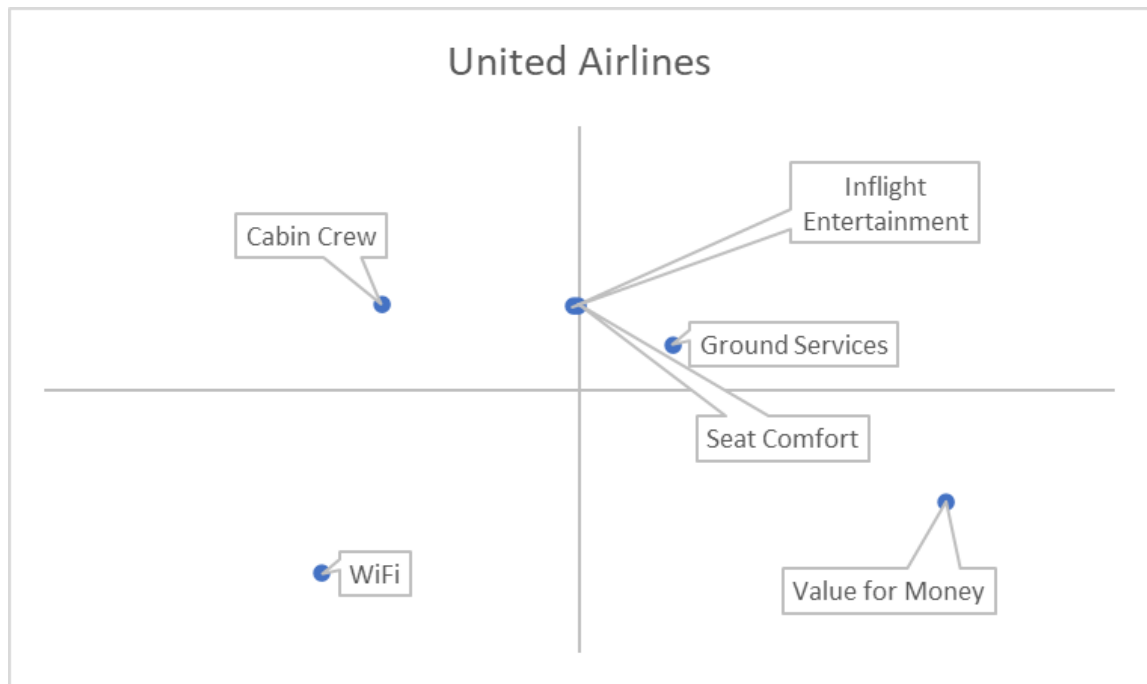 United Airlines
Inflight
Entertainment
Cabin Crew
Ground Services
Seat Comfort
WiFi
Value for Money